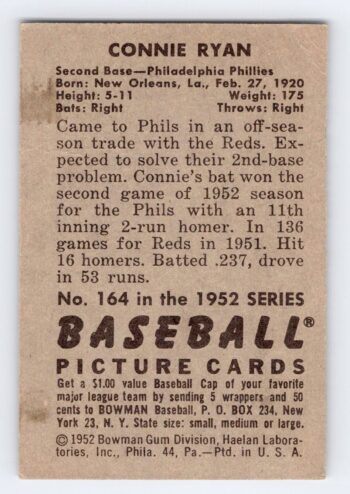 CONNIE RYAN
Second Base—Philadelphia Phillies
Born: New Orleans, La., Feb. 27, 1920
Height: 5-11 Weight: 175
Bats: Right Throws: Right
Came to Phils in an off-sea-
son trade with the Reds. Ex-
pected to solve their 2nd-base
problem. Connie's bat won the
second game of 1952 season
for the Phils with an 11th
inning 2-run homer. In 136
games for Reds in 1951. Hit
16 homers. Batted .237, drove
in 53 runs.
No. 164 in the 1952 SERIES
BASEBALL®
PICTURE CARDS
Get a $1.00 value Baseball Cap of your favorite
major league team by sending 5 wrappers and 50
cents to BOWMAN Baseball, P. O. BOX 234, New
York 23, N. Y. State size: small, medium or large.
©1952 Bowman Gum Division, Haelan Labora-
tories, Inc., Phila. 44, Pa.—Ptd. in U. S. A.